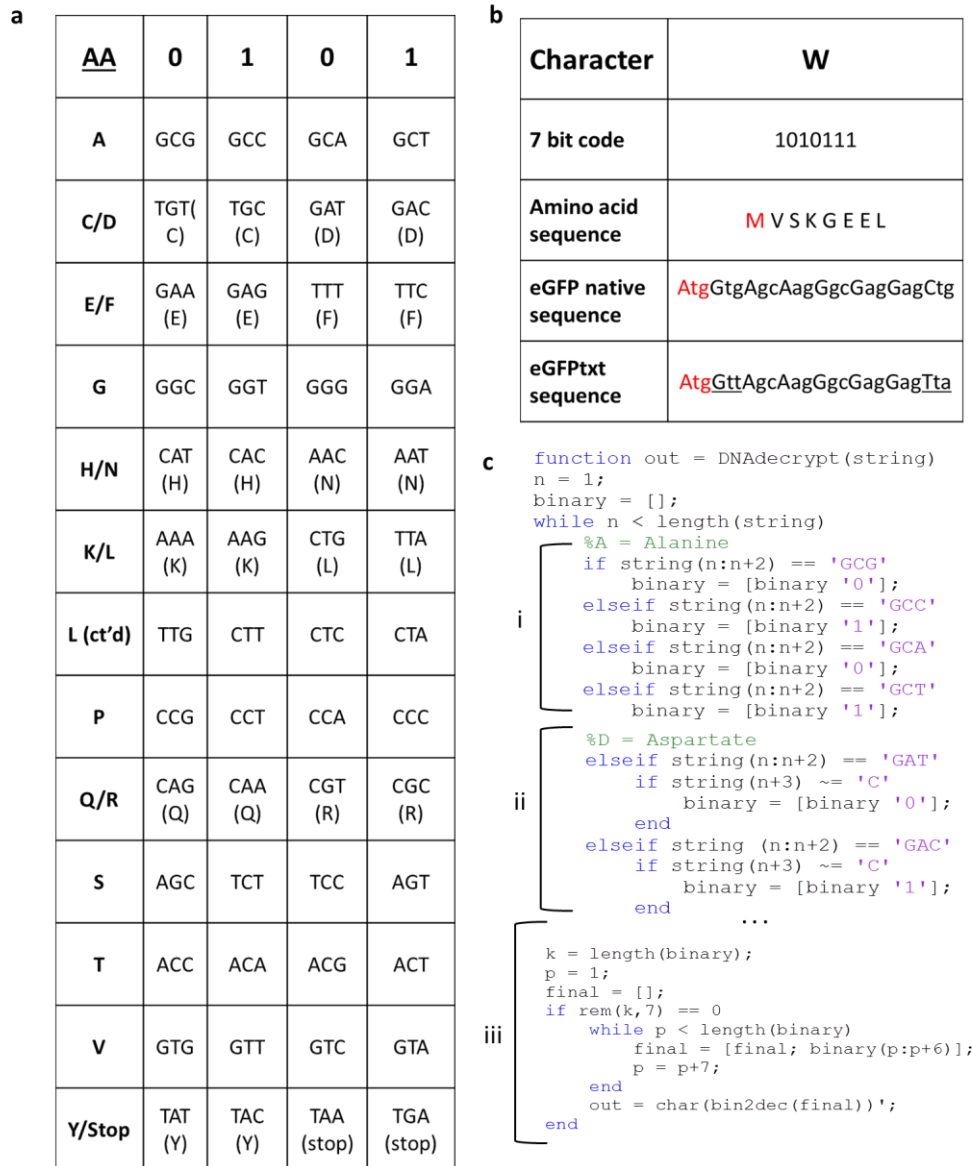 a
AA 0 1 0 1
A GCG GCC GCA GCT
C/D TGT( C) TGC (C) GAT (D) GAC (D)
E/F GAA (E) GAG (E) TTT (F) TTC (F)
G GGC GGT GGG GGA
H/N CAT (H) CAC (H) AAC (N) AAT (N)
K/L AAA (K) AAG (K) CTG (L) TTA (L)
L (ct'd) TTG CTT CTC CTA
P CCG CCT CCA CCC
Q/R CAG (Q) CAA (Q) CGT (R) CGC (R)
S AGC TCT TCC AGT
T ACC ACA ACG ACT
V GTG GTT GTC GTA
Y/Stop TAT (Y) TAC (Y) TAA (stop) TGA (stop)
b
Character W
7 bit code 1010111
Amino acid sequence M V S K G E E L
eGFP native sequence AtgGtgAgcAagGgcGagGagCtg
eGFPtxt sequence AtgGttAgcAagGgcGagGagTta
c
function out = DNAdecrypt(string)
n = 1;
binary = [];
while n < length(string)
i
%A = Alanine
if string(n:n+2) == 'GCG'
binary = [binary '0'];
elseif string(n:n+2) == 'GCC'
binary = [binary '1'];
elseif string(n:n+2) == 'GCA'
binary = [binary '0'];
elseif string(n:n+2) == 'GCT'
binary = [binary '1'];
ii
%D = Aspartate
elseif string(n:n+2) == 'GAT'
if string(n+3) ~= 'C'
binary = [binary '0'];
end
elseif string (n:n+2) == 'GAC'
if string(n+3) ~= 'C'
binary = [binary '1'];
end
...
iii
k = length(binary);
p = 1;
final = [];
if rem(k,7) == 0
while p < length(binary)
final = [final; binary(p:p+6)];
p = p+7;
end
out = char(bin2dec(final))';
end